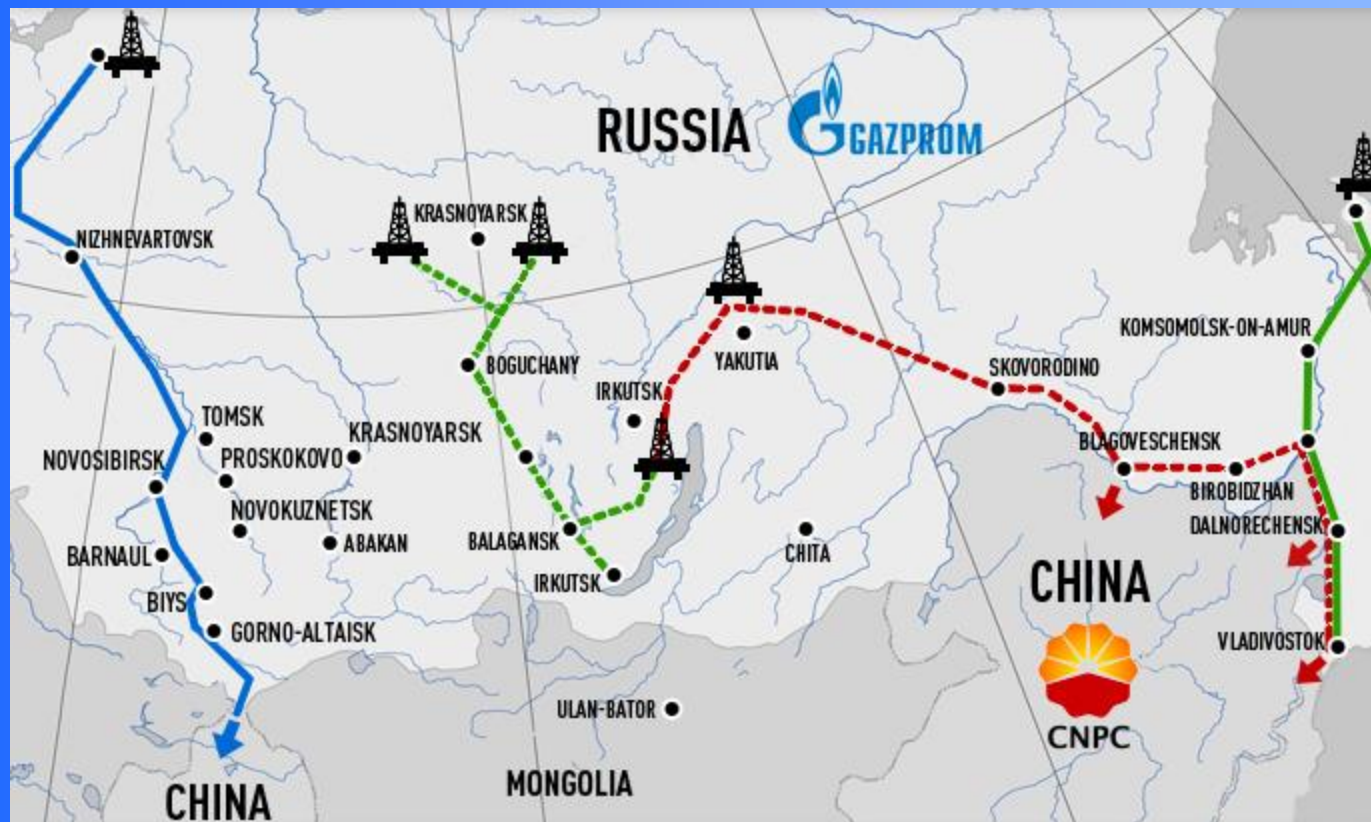 RUSSIA
GAZPROM
KRASNOYARSK
NIZHNEVARTOVSK
KOMSOMOLSK-ON-AMUR
BOGUCHANY
YAKUTIA
SKOVORODINO
IRKUTSK
TOMSK
KRASNOYARSK
NOVOSIBIRSK
PROSKOKOVO
BLAGOVESCHENSK
BIROBIDZHAN
NOVOKUZNETSK
DALNORECHENSK
BARNAUL
ABAKAN
BALAGANSK
CHITA
IRKUTSK
CHINA
BIYS
GORNO-ALTAISK
VLADIVOSTOK
ULAN-BATOR
CNPC
MONGOLIA
CHINA